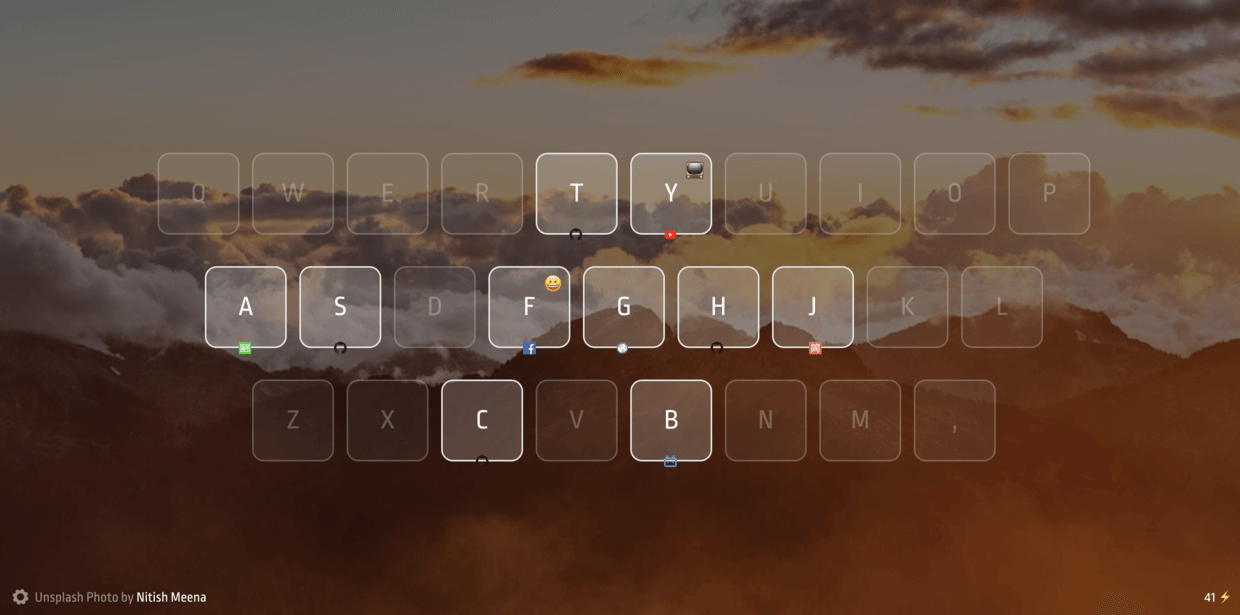 Q W E R T Y U I O P
A S D F G H J K L
Z X C V B N M ,
Unsplash Photo by Nitish Meena
41